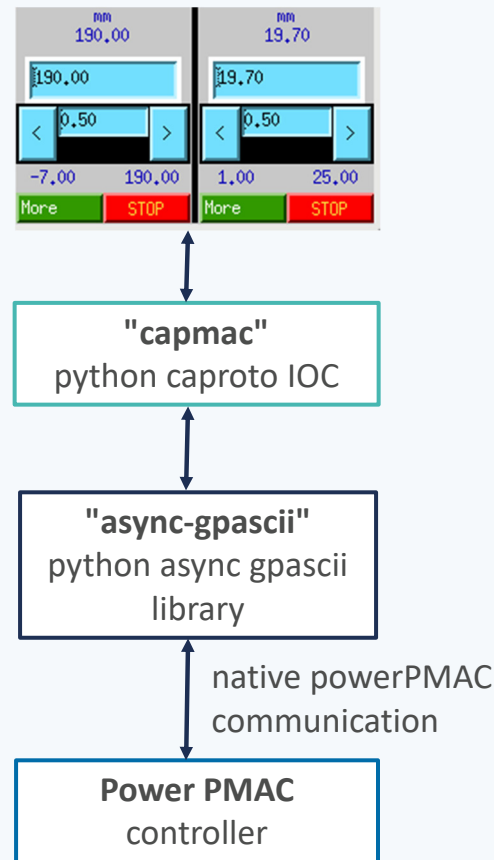 mm mm
190.00 19.70
190.00 19.70
< 0.50 > < 0.50 >
-7.00 190.00 1.00 25.00
More STOP More STOP
"capmac"
python caproto IOC
"async-gpascii"
python async gpascii
library
native powerPMAC
communication
Power PMAC
controller